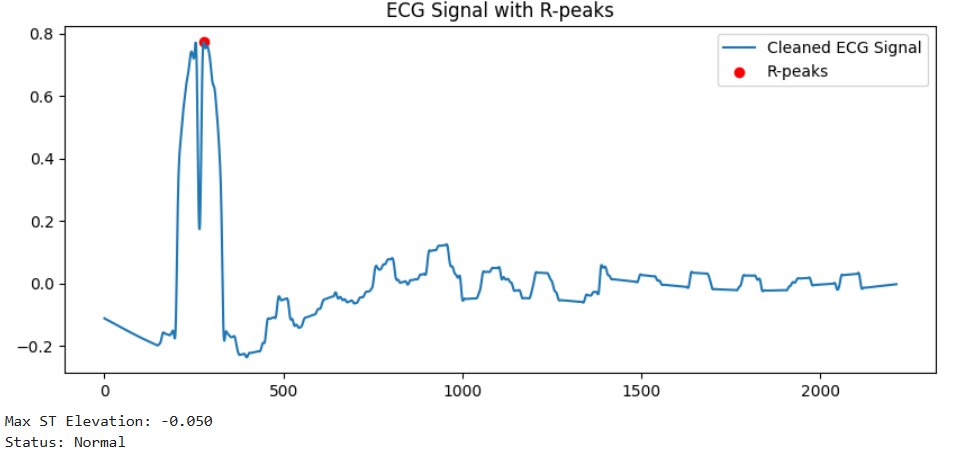 ECG Signal with R-peaks
0.8
0.6
0.4
0.2
0.0
−0.2
Cleaned ECG Signal
R-peaks
0 500 1000 1500 2000
Max ST Elevation: -0.050
Status: Normal